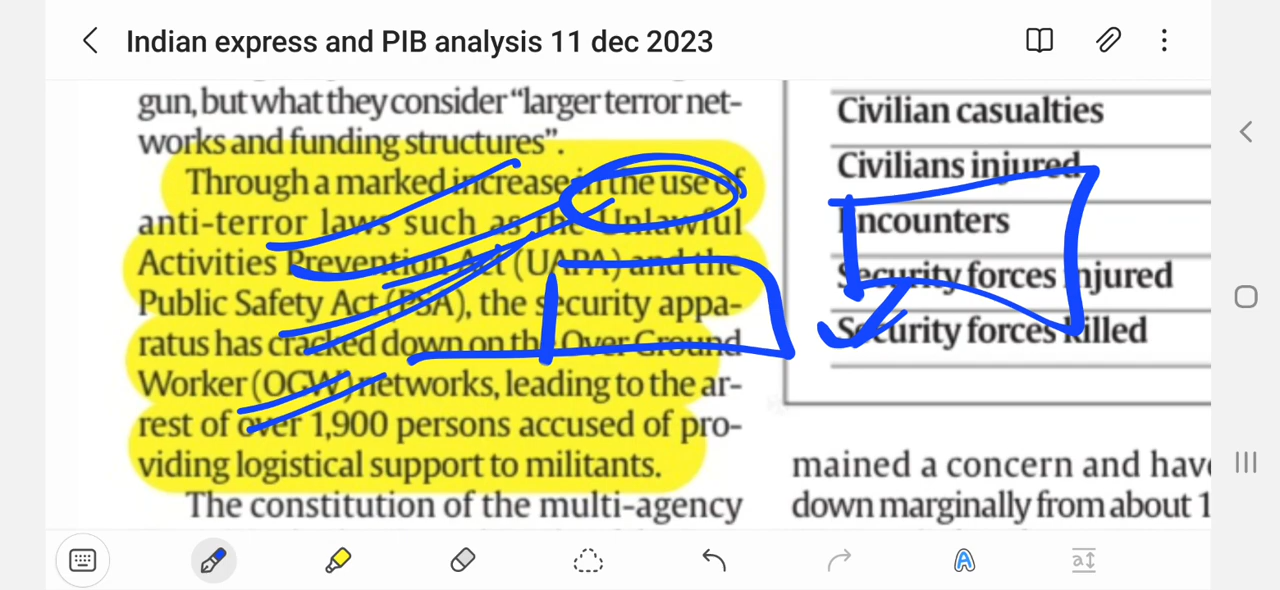 Indian express and PIB analysis 11 dec 2023
gun, but what they consider "larger terror net-
works and funding structures".
Through a marked increase in the use of
anti-terror laws such as the Unlawful
Activities Prevention Act (UAPA) and the
Public Safety Act (PSA), the security appa-
ratus has cracked down on the Over Ground
Worker (OGW) networks, leading to the ar-
rest of over 1,900 persons accused of pro-
viding logistical support to militants.
The constitution of the multi-agency
Civilian casualties
Civilians injured
Encounters
Security forces injured
Security forces killed
mained a concern and have
down marginally from about 1